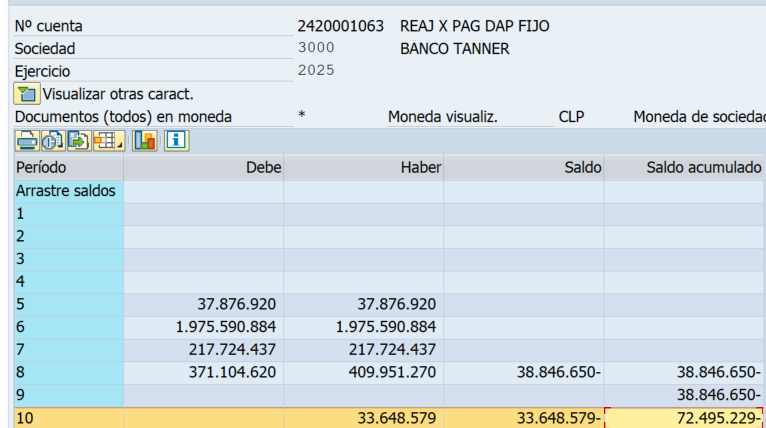 Nº cuenta 2420001063 REAJ X PAG DAP FIJO
Sociedad 3000 BANCO TANNER
Ejercicio 2025
Visualizar otras caract.
Documentos (todos) en moneda * Moneda visualiz. CLP Moneda de sociedad
Período Debe Haber Saldo Saldo acumulado
Arrastre saldos
1
2
3
4
5 37.876.920 37.876.920
6 1.975.590.884 1.975.590.884
7 217.724.437 217.724.437
8 371.104.620 409.951.270 38.846.650- 38.846.650-
9 38.846.650-
10 33.648.579 33.648.579- 72.495.229-